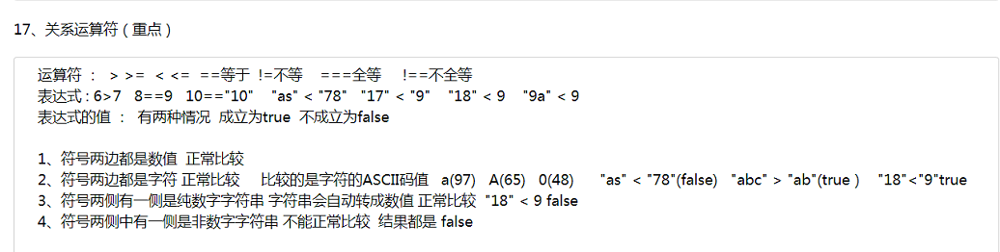 17、关系运算符 ( 重点 )
运算符 ： > >= < <= ==等于 !=不等 ===全等 !==不全等
表达式 : 6>7 8==9 10=="10" "as" < "78" "17" < "9" "18" < 9 "9a" < 9
表达式的值 ： 有两种情况 成立为true 不成立为false
1、符号两边都是数值 正常比较
2、符号两边都是字符 正常比较 比较的是字符的ASCII码值 a(97) A(65) 0(48) "as" < "78"(false) "abc" > "ab"(true ) "18"<"9"true
3、符号两侧有一侧是纯数字字符串 字符串会自动转成数值 正常比较 "18" < 9 false
4、符号两侧中有一侧是非数字字符串 不能正常比较 结果都是 false